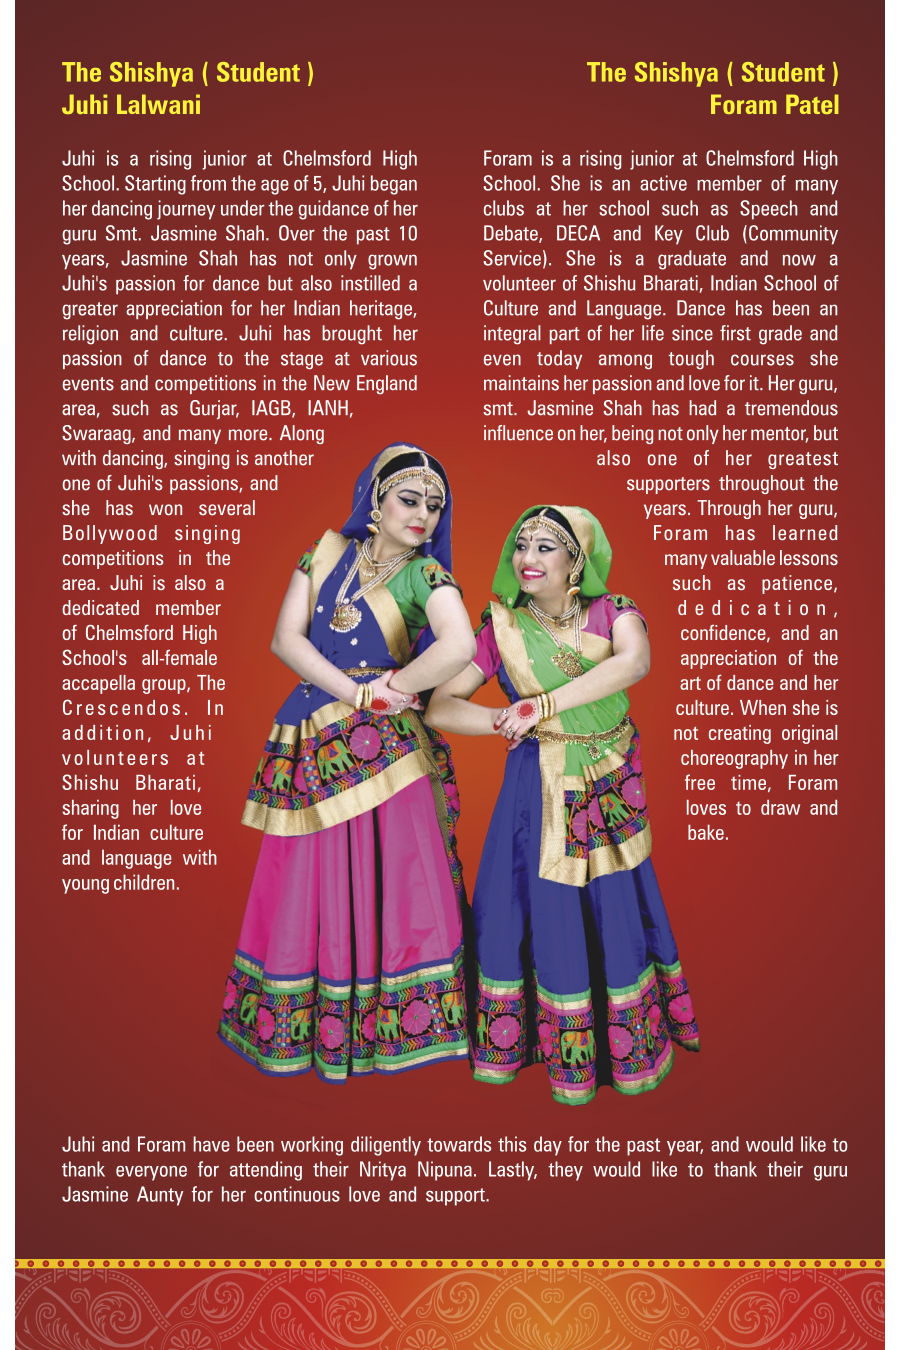 The Shishya ( Student )
Juhi Lalwani
Juhi is a rising junior at Chelmsford High
School. Starting from the age of 5, Juhi began
her dancing journey under the guidance of her
guru Smt. Jasmine Shah. Over the past 10
years, Jasmine Shah has not only grown
Juhi's passion for dance but also instilled a
greater appreciation for her Indian heritage,
religion and culture. Juhi has brought her
passion of dance to the stage at various
events and competitions in the New England
area, such as Gurjar, IAGB, IANH,
Swaraag, and many more. Along
with dancing, singing is another
one of Juhi's passions, and
she has won several
Bollywood singing
competitions in the
area. Juhi is also a
dedicated member
of Chelmsford High
School's all-female
accapella group, The
Crescendos. In
addition, Juhi
volunteers at
Shishu Bharati,
sharing her love
for Indian culture
and language with
young children.
The Shishya ( Student )
Foram Patel
Foram is a rising junior at Chelmsford High
School. She is an active member of many
clubs at her school such as Speech and
Debate, DECA and Key Club (Community
Service). She is a graduate and now a
volunteer of Shishu Bharati, Indian School of
Culture and Language. Dance has been an
integral part of her life since first grade and
even today among tough courses she
maintains her passion and love for it. Her guru,
smt. Jasmine Shah has had a tremendous
influence on her, being not only her mentor, but
also one of her greatest
supporters throughout the
years. Through her guru,
Foram has learned
many valuable lessons
such as patience,
dedication,
confidence, and an
appreciation of the
art of dance and her
culture. When she is
not creating original
choreography in her
free time, Foram
loves to draw and
bake.
Juhi and Foram have been working diligently towards this day for the past year, and would like to
thank everyone for attending their Nritya Nipuna. Lastly, they would like to thank their guru
Jasmine Aunty for her continuous love and support.